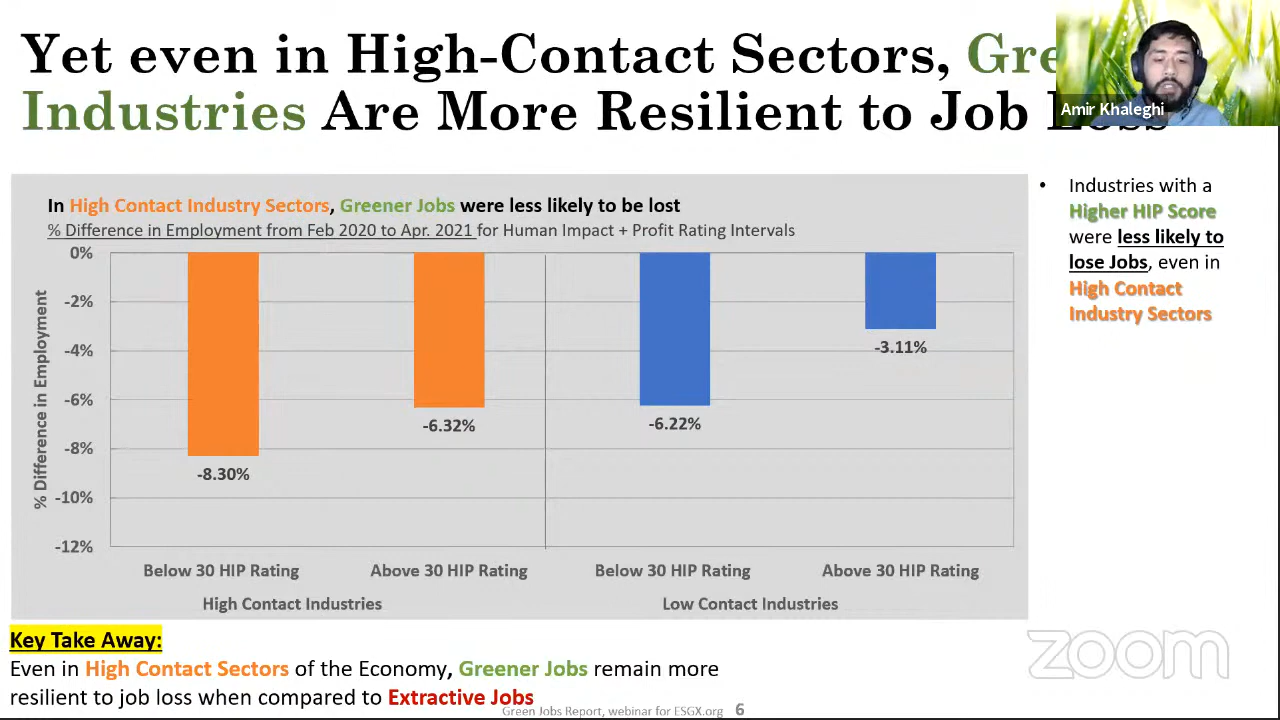 Yet even in High-Contact Sectors, Gre
Industries Are More Resilient to Job Loss
Amir Khaleghi
In High Contact Industry Sectors, Greener Jobs were less likely to be lost
% Difference in Employment from Feb 2020 to Apr. 2021 for Human Impact + Profit Rating Intervals
% Difference in Employment
0%
-2%
-4%
-6%
-8%
-10%
-12%
-8.30%
-6.32%
-6.22%
-3.11%
Below 30 HIP Rating
Above 30 HIP Rating
Below 30 HIP Rating
Above 30 HIP Rating
High Contact Industries
Low Contact Industries
• Industries with a
Higher HIP Score
were less likely to
lose Jobs, even in
High Contact
Industry Sectors
Key Take Away:
Even in High Contact Sectors of the Economy, Greener Jobs remain more
resilient to job loss when compared to Extractive Jobs
Green Jobs Report, webinar for ESGX.org 6
zoom